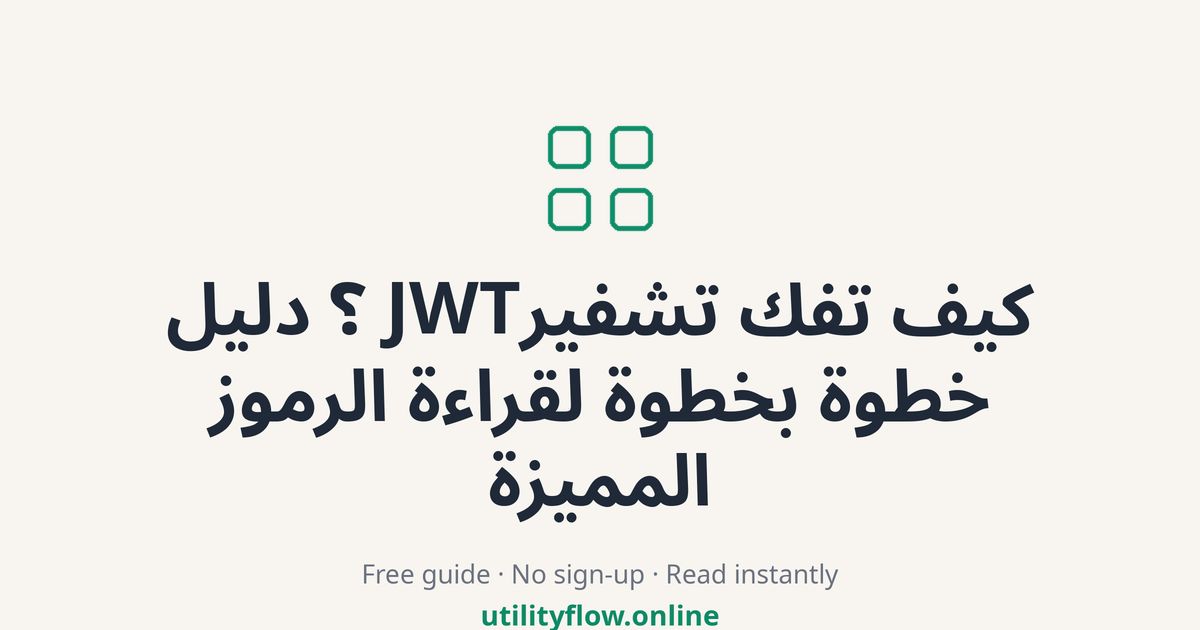 كيف تفك تشفيرJWT ؟ دليل
خطوة بخطوة لقراءة الرموز
المميزة
Free guide · No sign-up · Read instantly
utilityflow.online